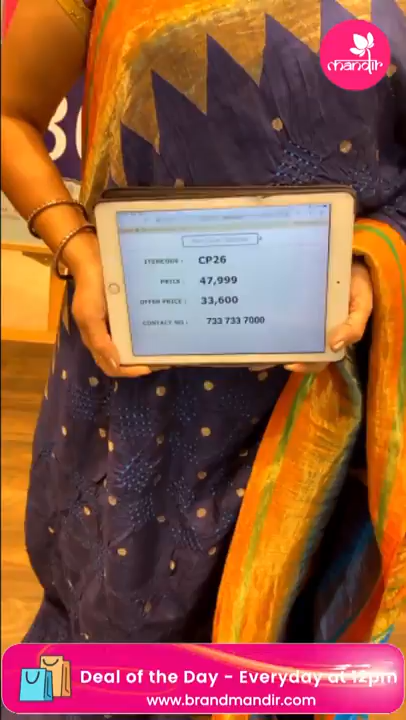 mandir
ITEMCODE : CP26
PRICE : 47,999
OFFER PRICE : 33,600
CONTACT NO : 733 733 7000
Deal of the Day - Everyday at 12pm
www.brandmandir.com